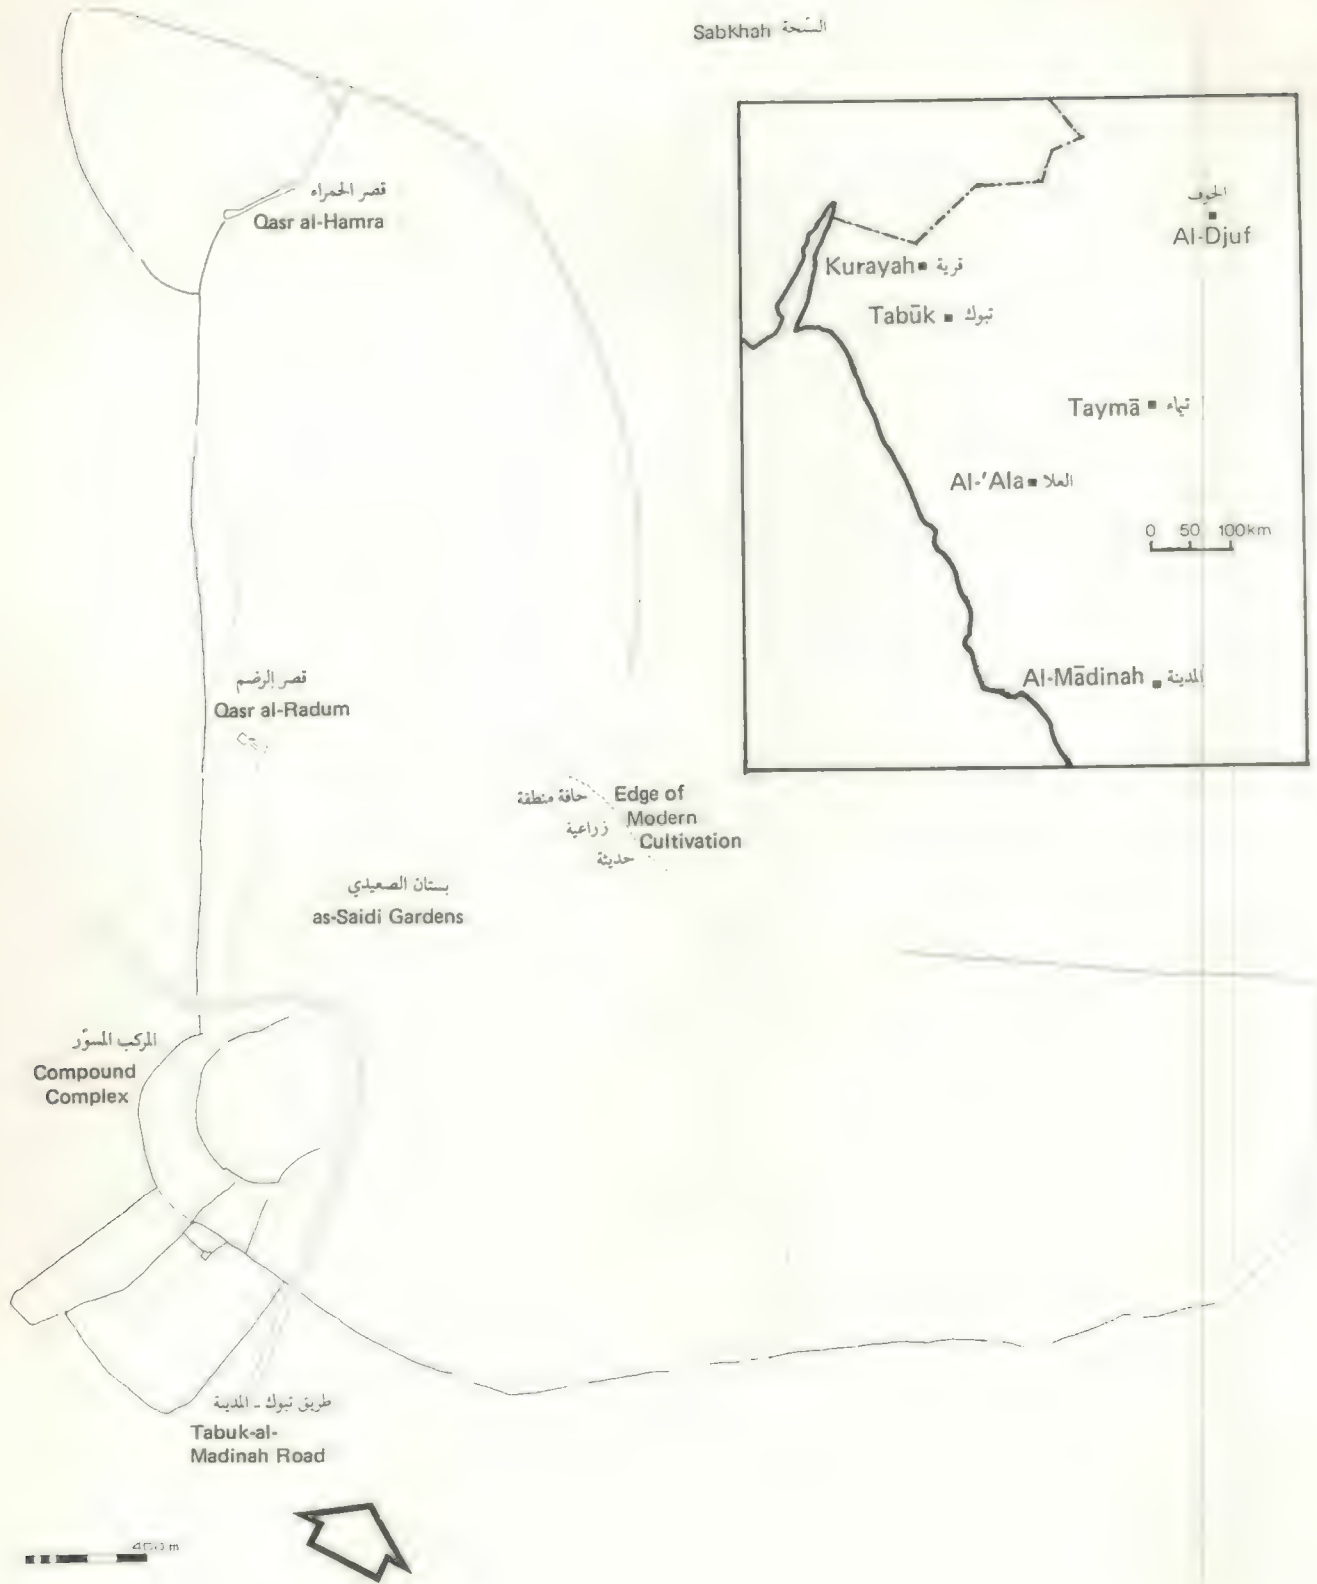 Sabkhah السبخة
قصر الحمراء
Qasr al-Hamra
الجوف
Al-Djuf
Kurayah قرية
Tabūk تبوك
Taymā تيماء
Al-'Ala العلا
0 50 100km
Al-Mādinah المدينة
قصر الرضم
Qasr al-Radum
حافة منطقة
زراعية
حديثة
Edge of
Modern
Cultivation
بستان الصعيدي
as-Saidi Gardens
المركب المسوّر
Compound
Complex
طريق تبوك ـ المدينة
Tabuk-al-
Madinah Road
400 m